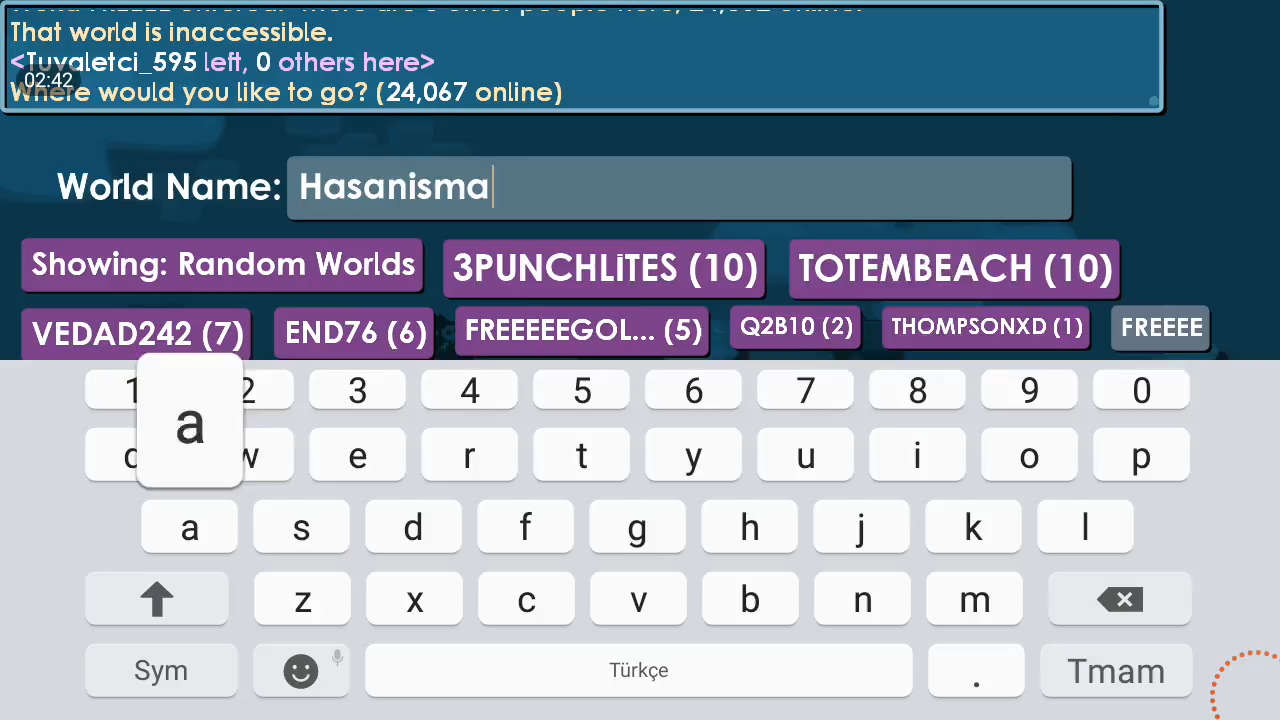 That world is inaccessible.
<Tuvaletci_595 left, 0 others here>
02:42
Where would you like to go? (24,067 online)
World Name: Hasanisma
Showing: Random Worlds 3PUNCHLiTES (10) TOTEMBEACH (10)
VEDAD242 (7) END76 (6) FREEEEEGOL... (5) Q2B10 (2) THOMPSONXD (1) FREEEE
1 2 3 4 5 6 7 8 9 0
a
w e r t y u i o p
a s d f g h j k l
z x c v b n m
Sym Türkçe . Tmam